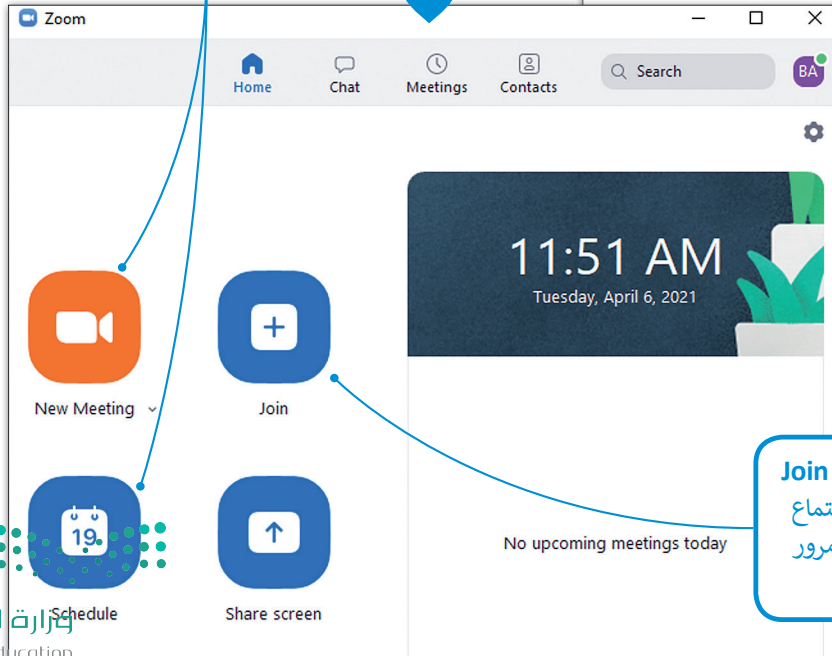 Zoom
Home
Chat
Meetings
Contacts
Search
BA
11:51 AM
Tuesday, April 6, 2021
New Meeting
Join
19
Schedule
Share screen
No upcoming meetings today
Join
مرور
وزارة